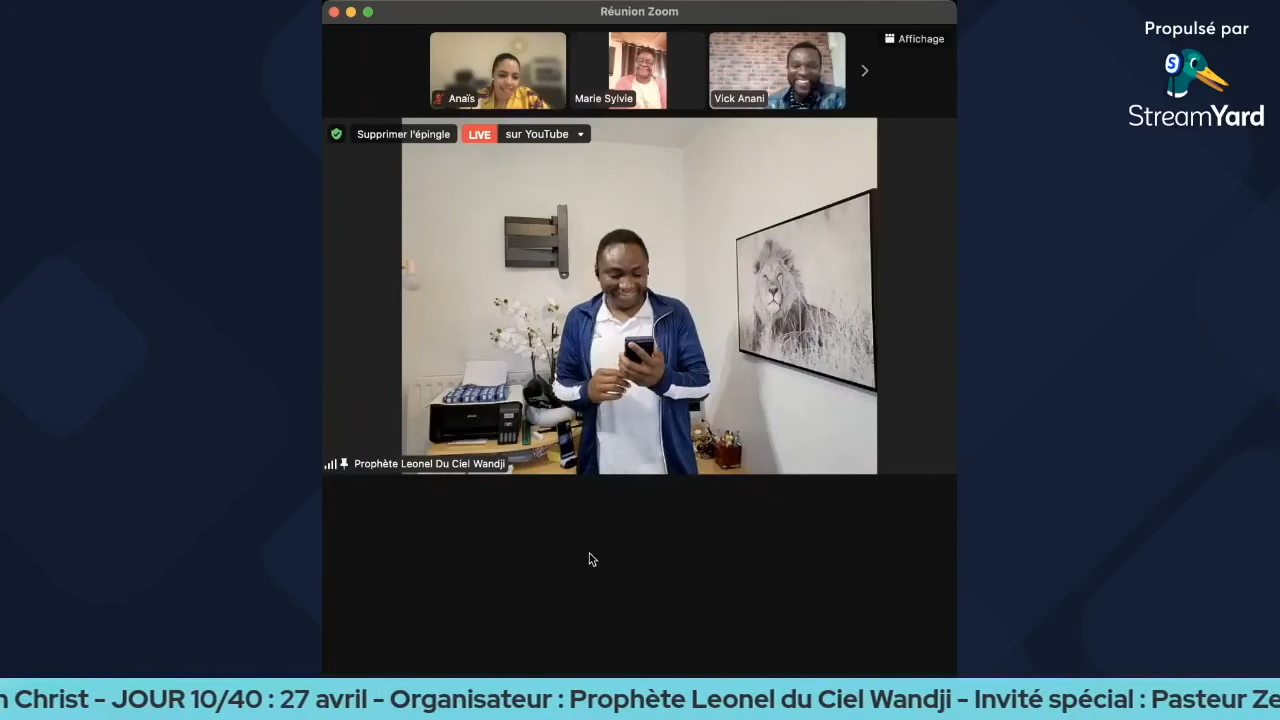 Réunion Zoom
Propulsé par
StreamYard
Affichage
Anaïs
Marie Sylvie
Vick Anani
Supprimer l'épingle
LIVE sur YouTube
Prophète Leonel Du Ciel Wandji
Christ - JOUR 10/40 : 27 avril - Organisateur : Prophète Leonel du Ciel Wandji - Invité spécial : Pasteur Ze